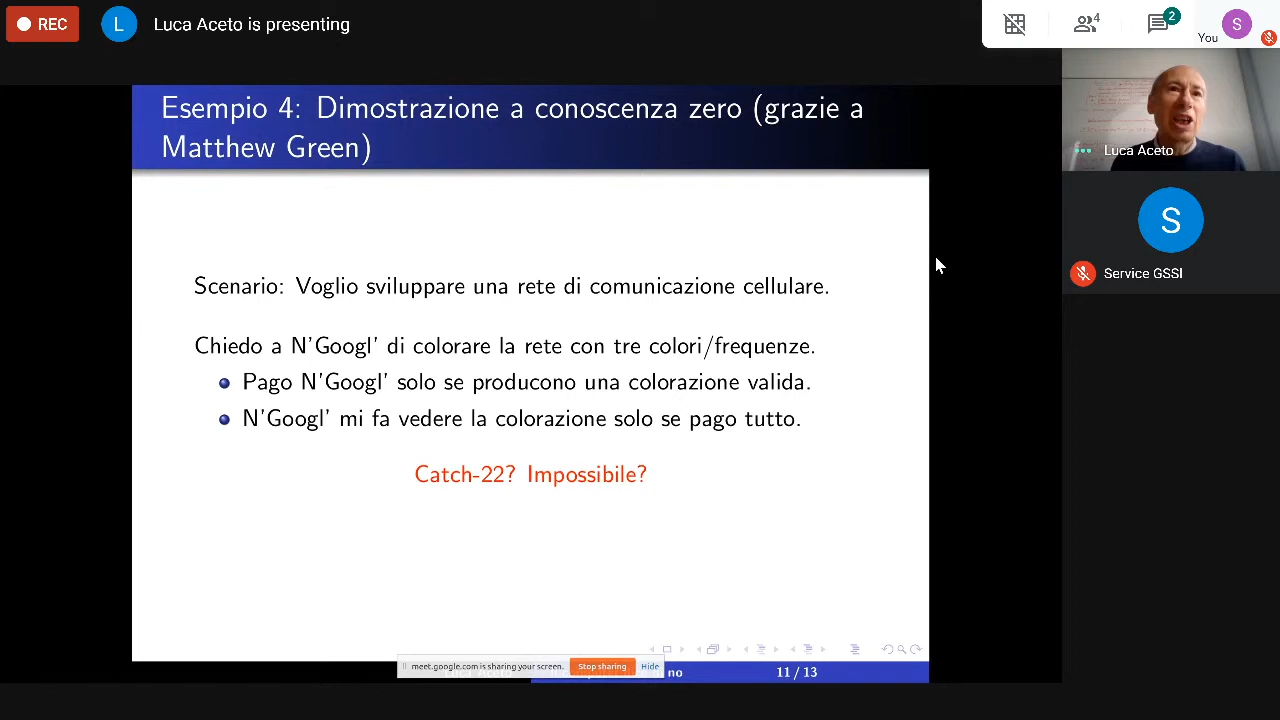 REC
L
Luca Aceto is presenting
4
2
You
S
Esempio 4: Dimostrazione a conoscenza zero (grazie a
Matthew Green)
Luca Aceto
S
Service GSSI
Scenario: Voglio sviluppare una rete di comunicazione cellulare.
Chiedo a N'Googl' di colorare la rete con tre colori/frequenze.
Pago N'Googl' solo se producono una colorazione valida.
N'Googl' mi fa vedere la colorazione solo se pago tutto.
Catch-22? Impossibile?
meet.google.com is sharing your screen. Stop sharing Hide
11 / 13